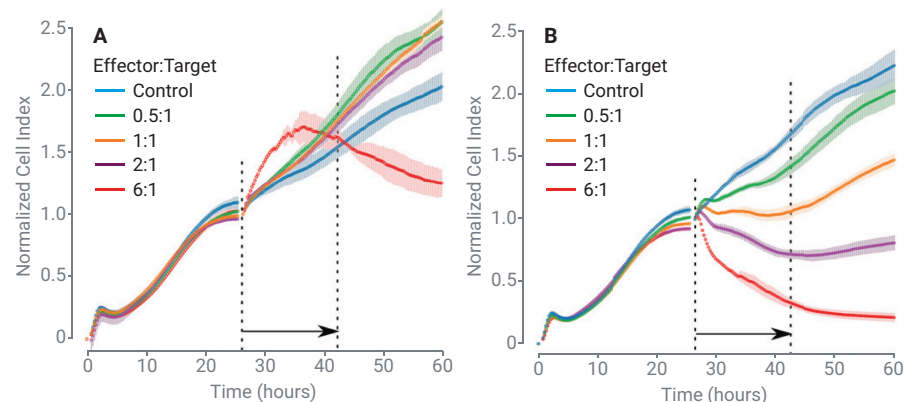 A
Effector:Target
Control
0.5:1
1:1
2:1
6:1
Normalized Cell Index
2.5
2.0
1.5
1.0
0.5
0
0 10 20 30 40 50 60
Time (hours)
B
Effector:Target
Control
0.5:1
1:1
2:1
6:1
Normalized Cell Index
2.5
2.0
1.5
1.0
0.5
0
0 10 20 30 40 50 60
Time (hours)